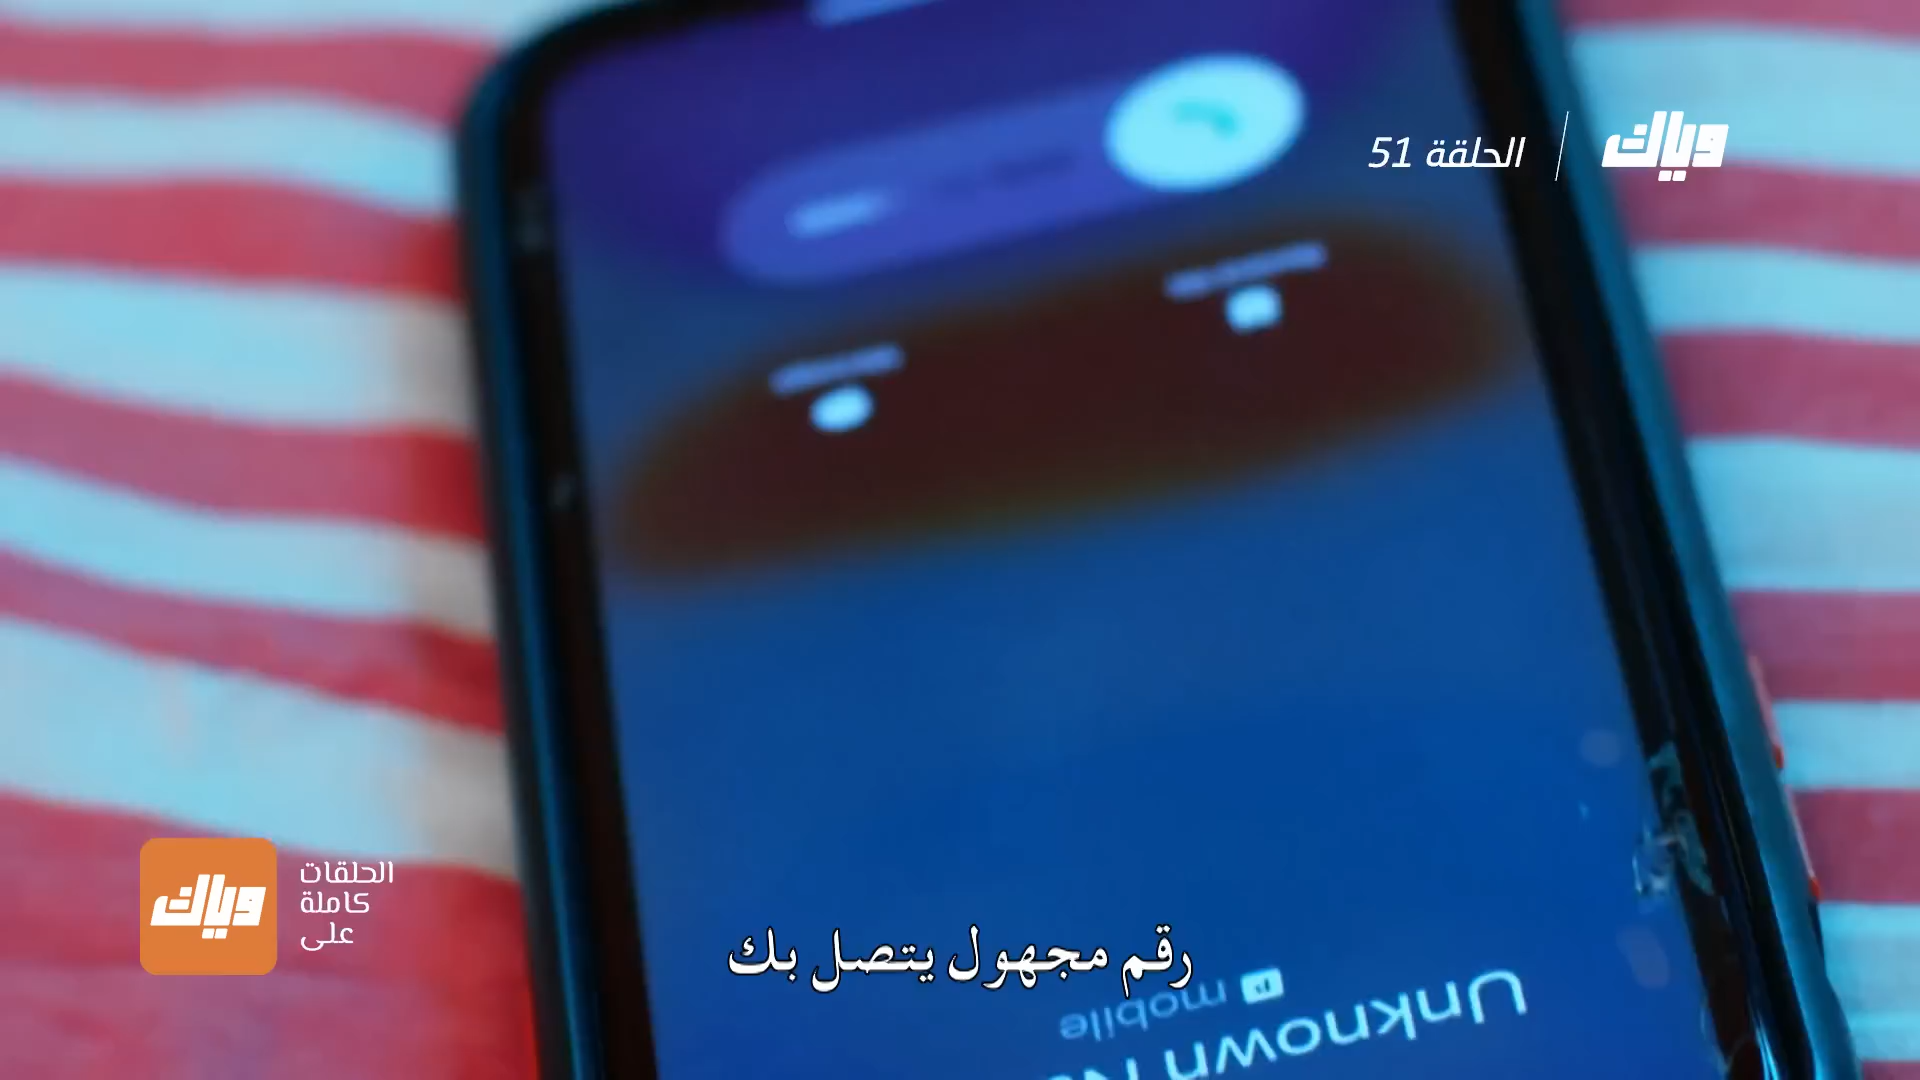 الحلقة 51
وياك
وياك
الحلقات
كاملة
على
رقم مجهول يتصل بك
mobile
Unknown